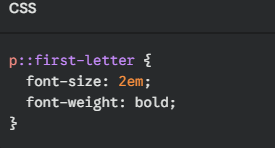 CSS
p::first-letter {
  font-size: 2em;
  font-weight: bold;
}